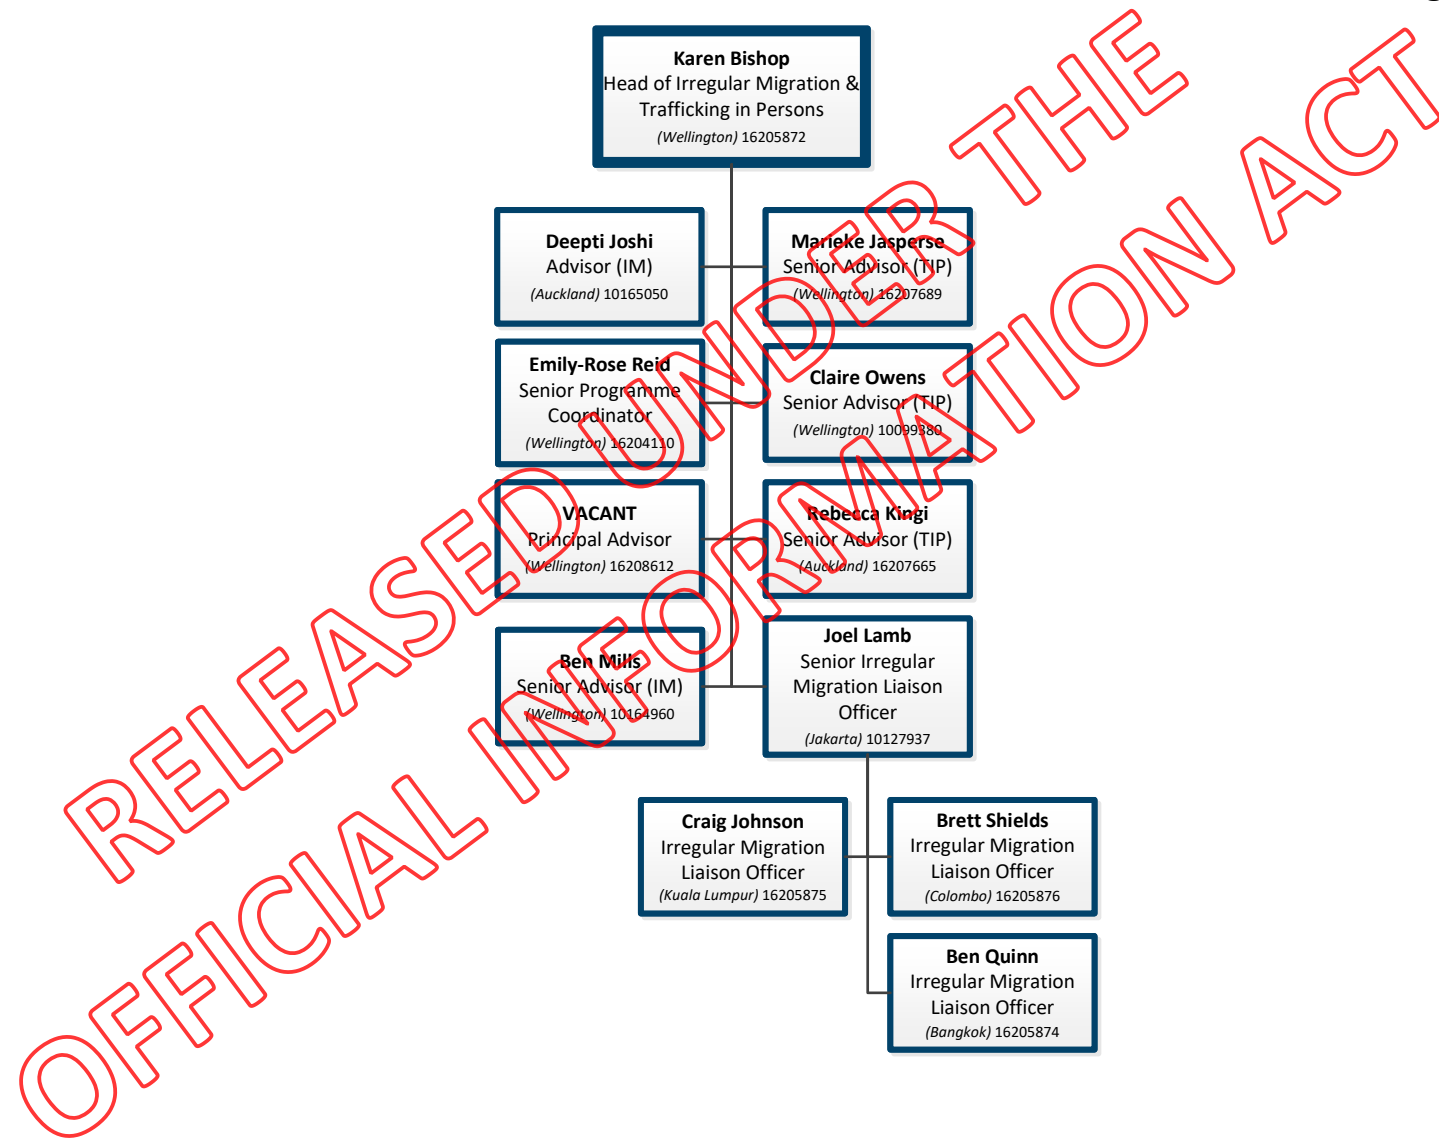 Karen Bishop
Head of Irregular Migration &
Trafficking in Persons
(Wellington) 16205872
Deepti Joshi
Advisor (IM)
(Auckland) 10165050
Marieke Jasperse
Senior Advisor (TIP)
(Wellington) 16207689
Emily-Rose Reid
Senior Programme
Coordinator
(Wellington) 16204110
Claire Owens
Senior Advisor (TIP)
(Wellington) 10099380
VACANT
Principal Advisor
(Wellington) 16208612
Rebecca Kingi
Senior Advisor (TIP)
(Auckland) 16207665
Ben Mills
Senior Advisor (IM)
(Wellington) 10164960
Joel Lamb
Senior Irregular
Migration Liaison
Officer
(Jakarta) 10127937
Craig Johnson
Irregular Migration
Liaison Officer
(Kuala Lumpur) 16205875
Brett Shields
Irregular Migration
Liaison Officer
(Colombo) 16205876
Ben Quinn
Irregular Migration
Liaison Officer
(Bangkok) 16205874
RELEASED UNDER THE
OFFICIAL INFORMATION ACT